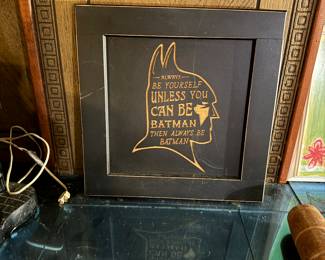 ALWAYS
BE YOURSELF
UNLESS YOU
CAN BE
BATMAN
THEN ALWAYS BE
BATMAN